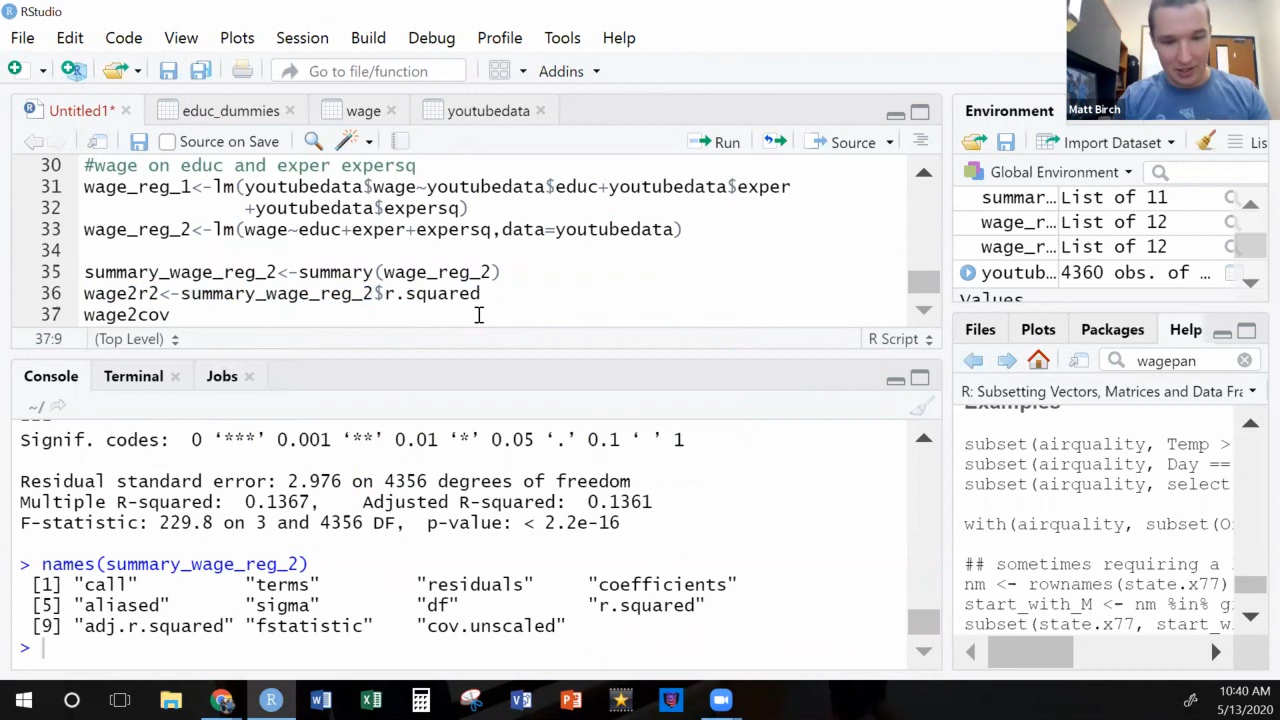 RStudio
File Edit Code View Plots Session Build Debug Profile Tools Help
Go to file/function
Addins
Matt Birch
Untitled1*
educ_dummies
wage
youtubedata
Source on Save
Run
Source
30 #wage on educ and exper expersq
31 wage_reg_1<-lm(youtubedata$wage~youtubedata$educ+youtubedata$exper
32 +youtubedata$expersq)
33 wage_reg_2<-lm(wage~educ+exper+expersq,data=youtubedata)
34
35 summary_wage_reg_2<-summary(wage_reg_2)
36 wage2r2<-summary_wage_reg_2$r.squared
37 wage2cov
37:9 (Top Level) R Script
Console Terminal Jobs
~/
Signif. codes:  0 ‘***’ 0.001 ‘**’ 0.01 ‘*’ 0.05 ‘.’ 0.1 ‘ ’ 1
Residual standard error: 2.976 on 4356 degrees of freedom
Multiple R-squared:  0.1367,    Adjusted R-squared:  0.1361
F-statistic: 229.8 on 3 and 4356 DF,  p-value: < 2.2e-16
> names(summary_wage_reg_2)
[1] "call" "terms" "residuals" "coefficients"
[5] "aliased" "sigma" "df" "r.squared"
[9] "adj.r.squared" "fstatistic" "cov.unscaled"
>
Environment
Import Dataset
Lis
Global Environment
summar... List of 11
wage_r... List of 12
wage_r... List of 12
youtub... 4360 obs. of ...
Values
Files Plots Packages Help
wagepan
R: Subsetting Vectors, Matrices and Data Fra
Examples
subset(airquality, Temp >
subset(airquality, Day ==
subset(airquality, select
with(airquality, subset(O
## sometimes requiring a
nm <- rownames(state.x77)
start_with_M <- nm %in% g
subset(state.x77, start_w
10:40 AM
5/13/2020